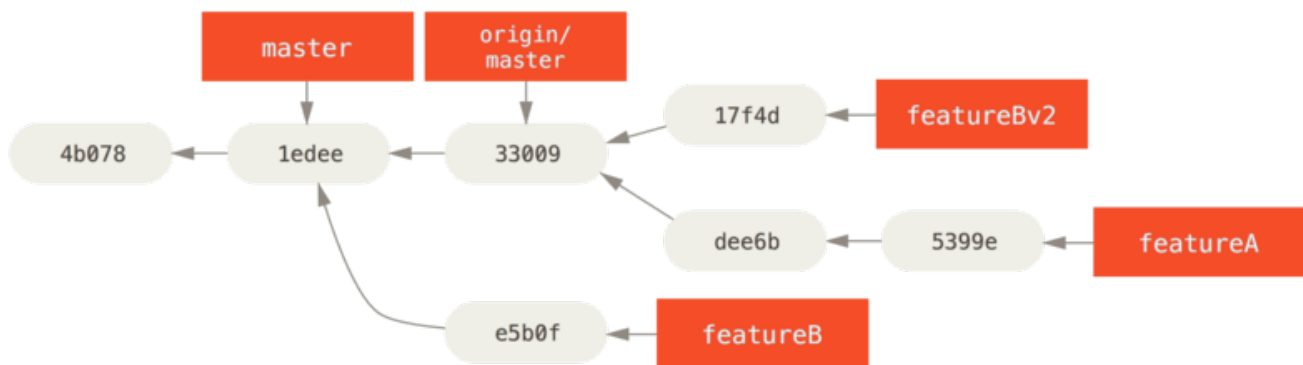 master
origin/
master
17f4d
featureBv2
4b078
1edee
33009
dee6b
5399e
featureA
e5b0f
featureB